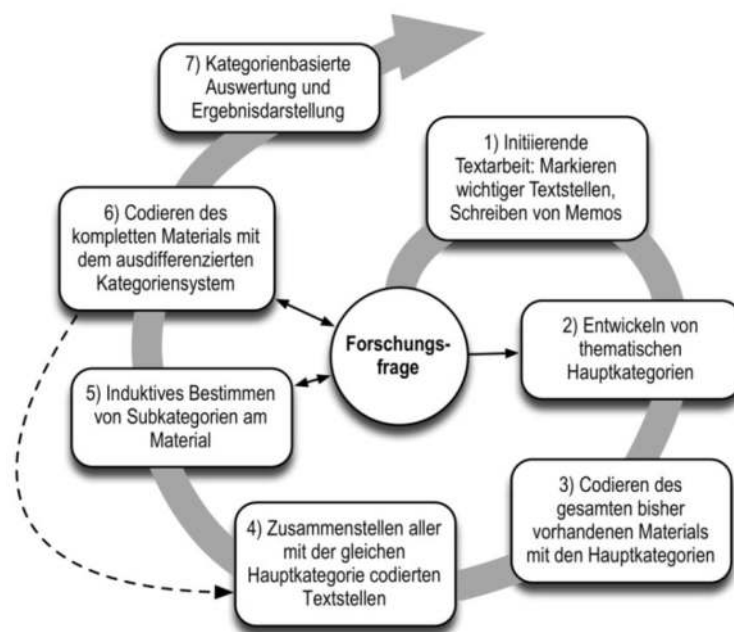 7) Kategorienbasierte
Auswertung und
Ergebnisdarstellung
1) Initiierende
Textarbeit: Markieren
wichtiger Textstellen,
Schreiben von Memos
6) Codieren des
kompletten Materials mit
dem ausdifferenzierten
Kategoriensystem
Forschungs-
frage
2) Entwickeln von
thematischen
Hauptkategorien
5) Induktives Bestimmen
von Subkategorien am
Material
3) Codieren des
gesamten bisher
vorhandenen Materials
mit den Hauptkategorien
4) Zusammenstellen aller
mit der gleichen
Hauptkategorie codierten
Textstellen